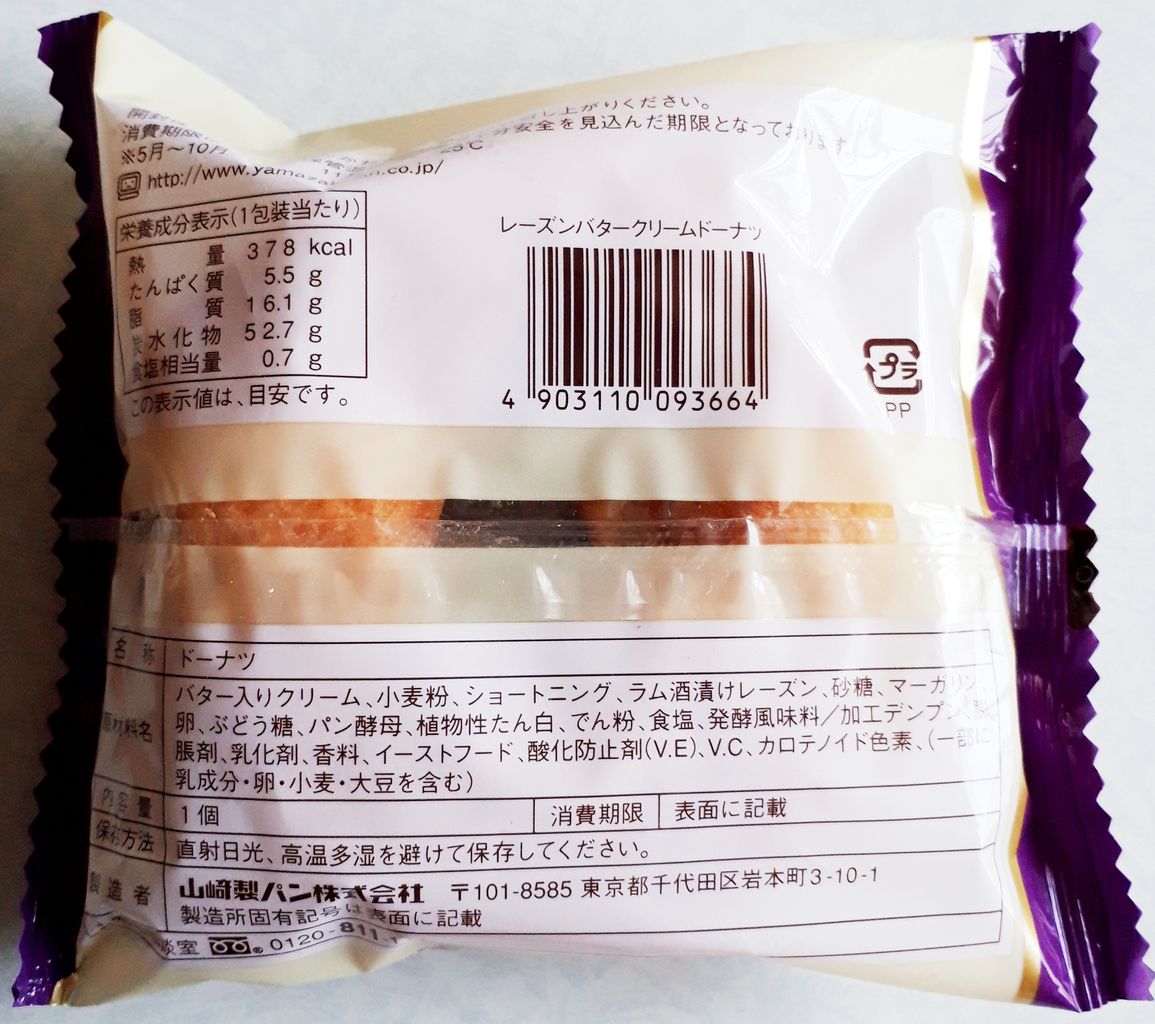 消費期限
上がりください。
安全を見込んだ期限となっております。
※5月～10月 25℃
http://www.yamaza .co.jp/
栄養成分表示(1包装当たり)
熱量 378 kcal
たんぱく質 5.5 g
脂質 16.1 g
炭水化物 52.7 g
食塩相当量 0.7 g
この表示値は、目安です。
レーズンバタークリームドーナツ
4 903110 093664
プラ
PP
名称 ドーナツ
原材料名 バター入りクリーム、小麦粉、ショートニング、ラム酒漬けレーズン、砂糖、マーガリン、
卵、ぶどう糖、パン酵母、植物性たん白、でん粉、食塩、発酵風味料／加工デンプン、膨
脹剤、乳化剤、香料、イーストフード、酸化防止剤(V.E)、V.C、カロテノイド色素、(一部に
乳成分・卵・小麦・大豆を含む)
内容量 1個 消費期限 表面に記載
保存方法 直射日光、高温多湿を避けて保存してください。
製造者 山崎製パン株式会社 〒101-8585 東京都千代田区岩本町3-10-1
製造所固有記号は表面に記載
談室 0120-811-